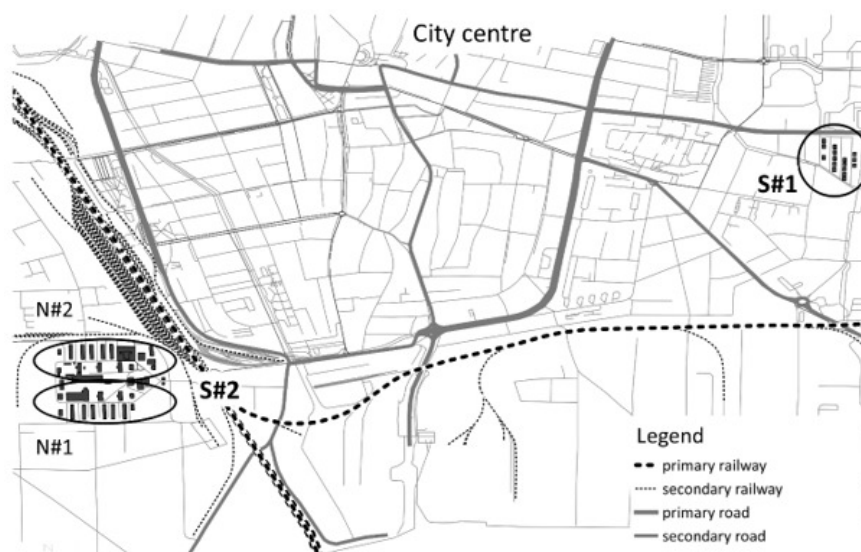 City centre
S#1
N#2
S#2
N#1
Legend
primary railway
secondary railway
primary road
secondary road